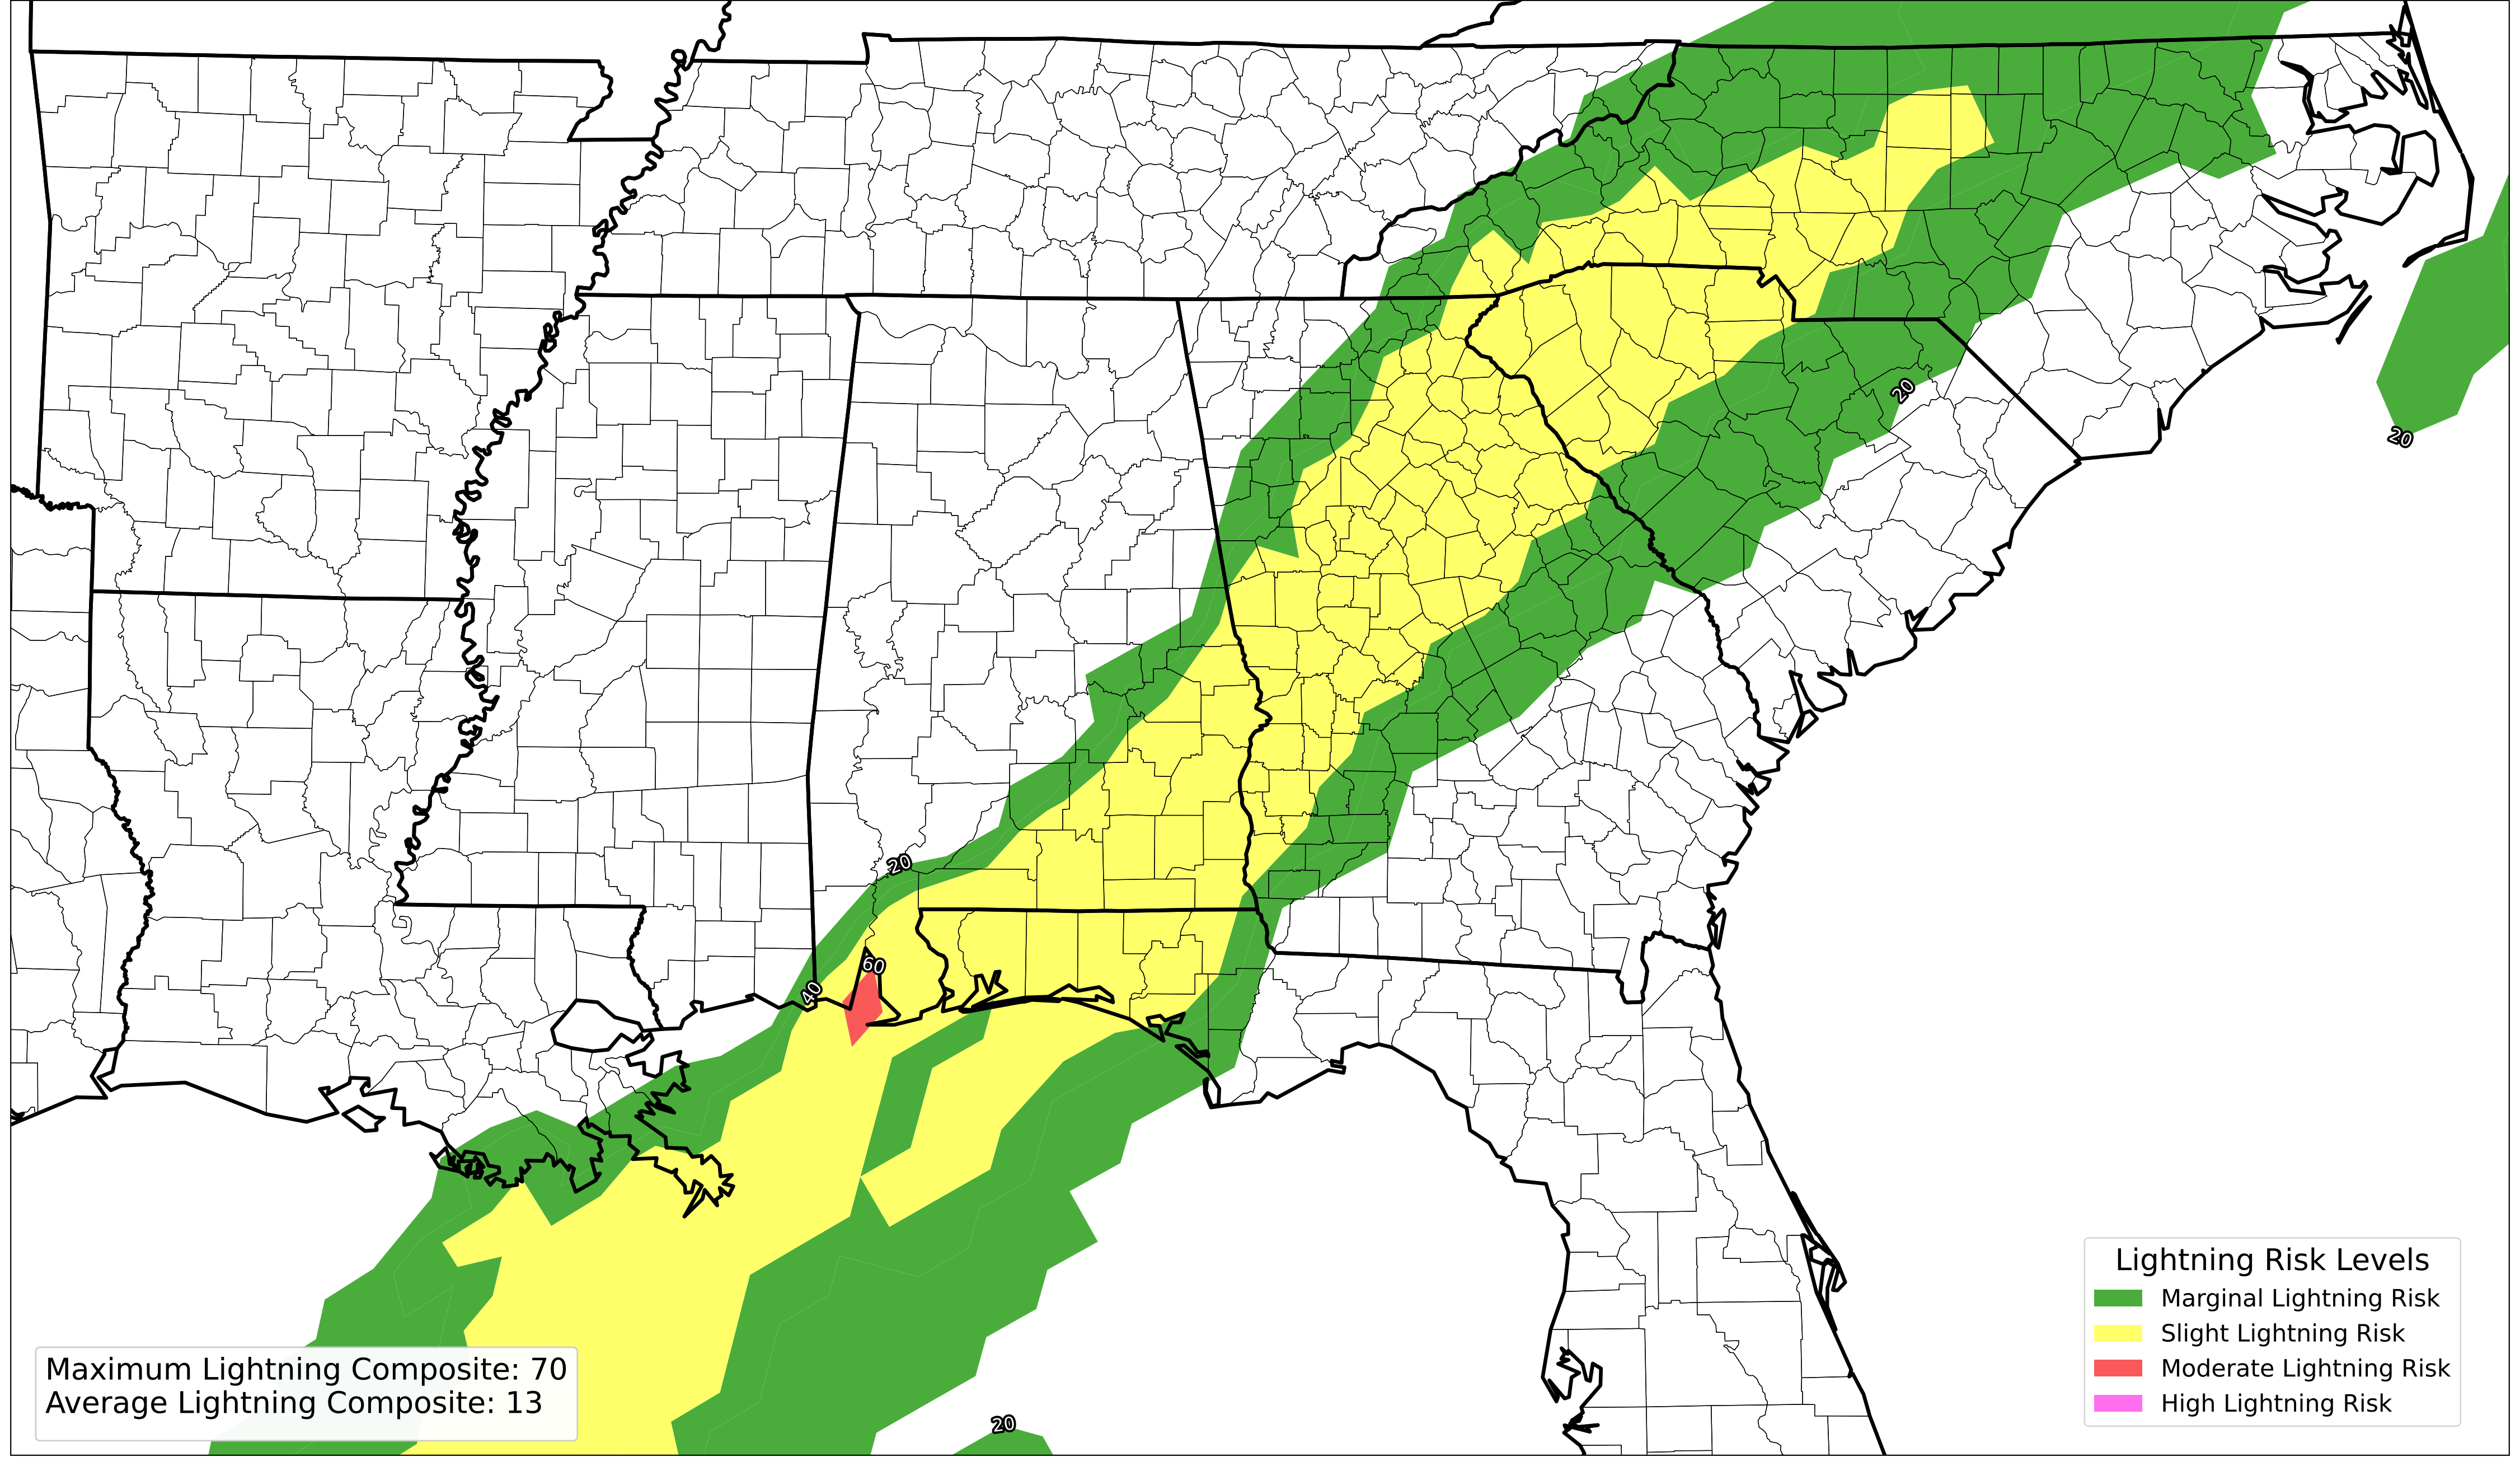 20
20
20
60
40
Lightning Risk Levels
Marginal Lightning Risk
Slight Lightning Risk
Moderate Lightning Risk
High Lightning Risk
Maximum Lightning Composite: 70
Average Lightning Composite: 13
20